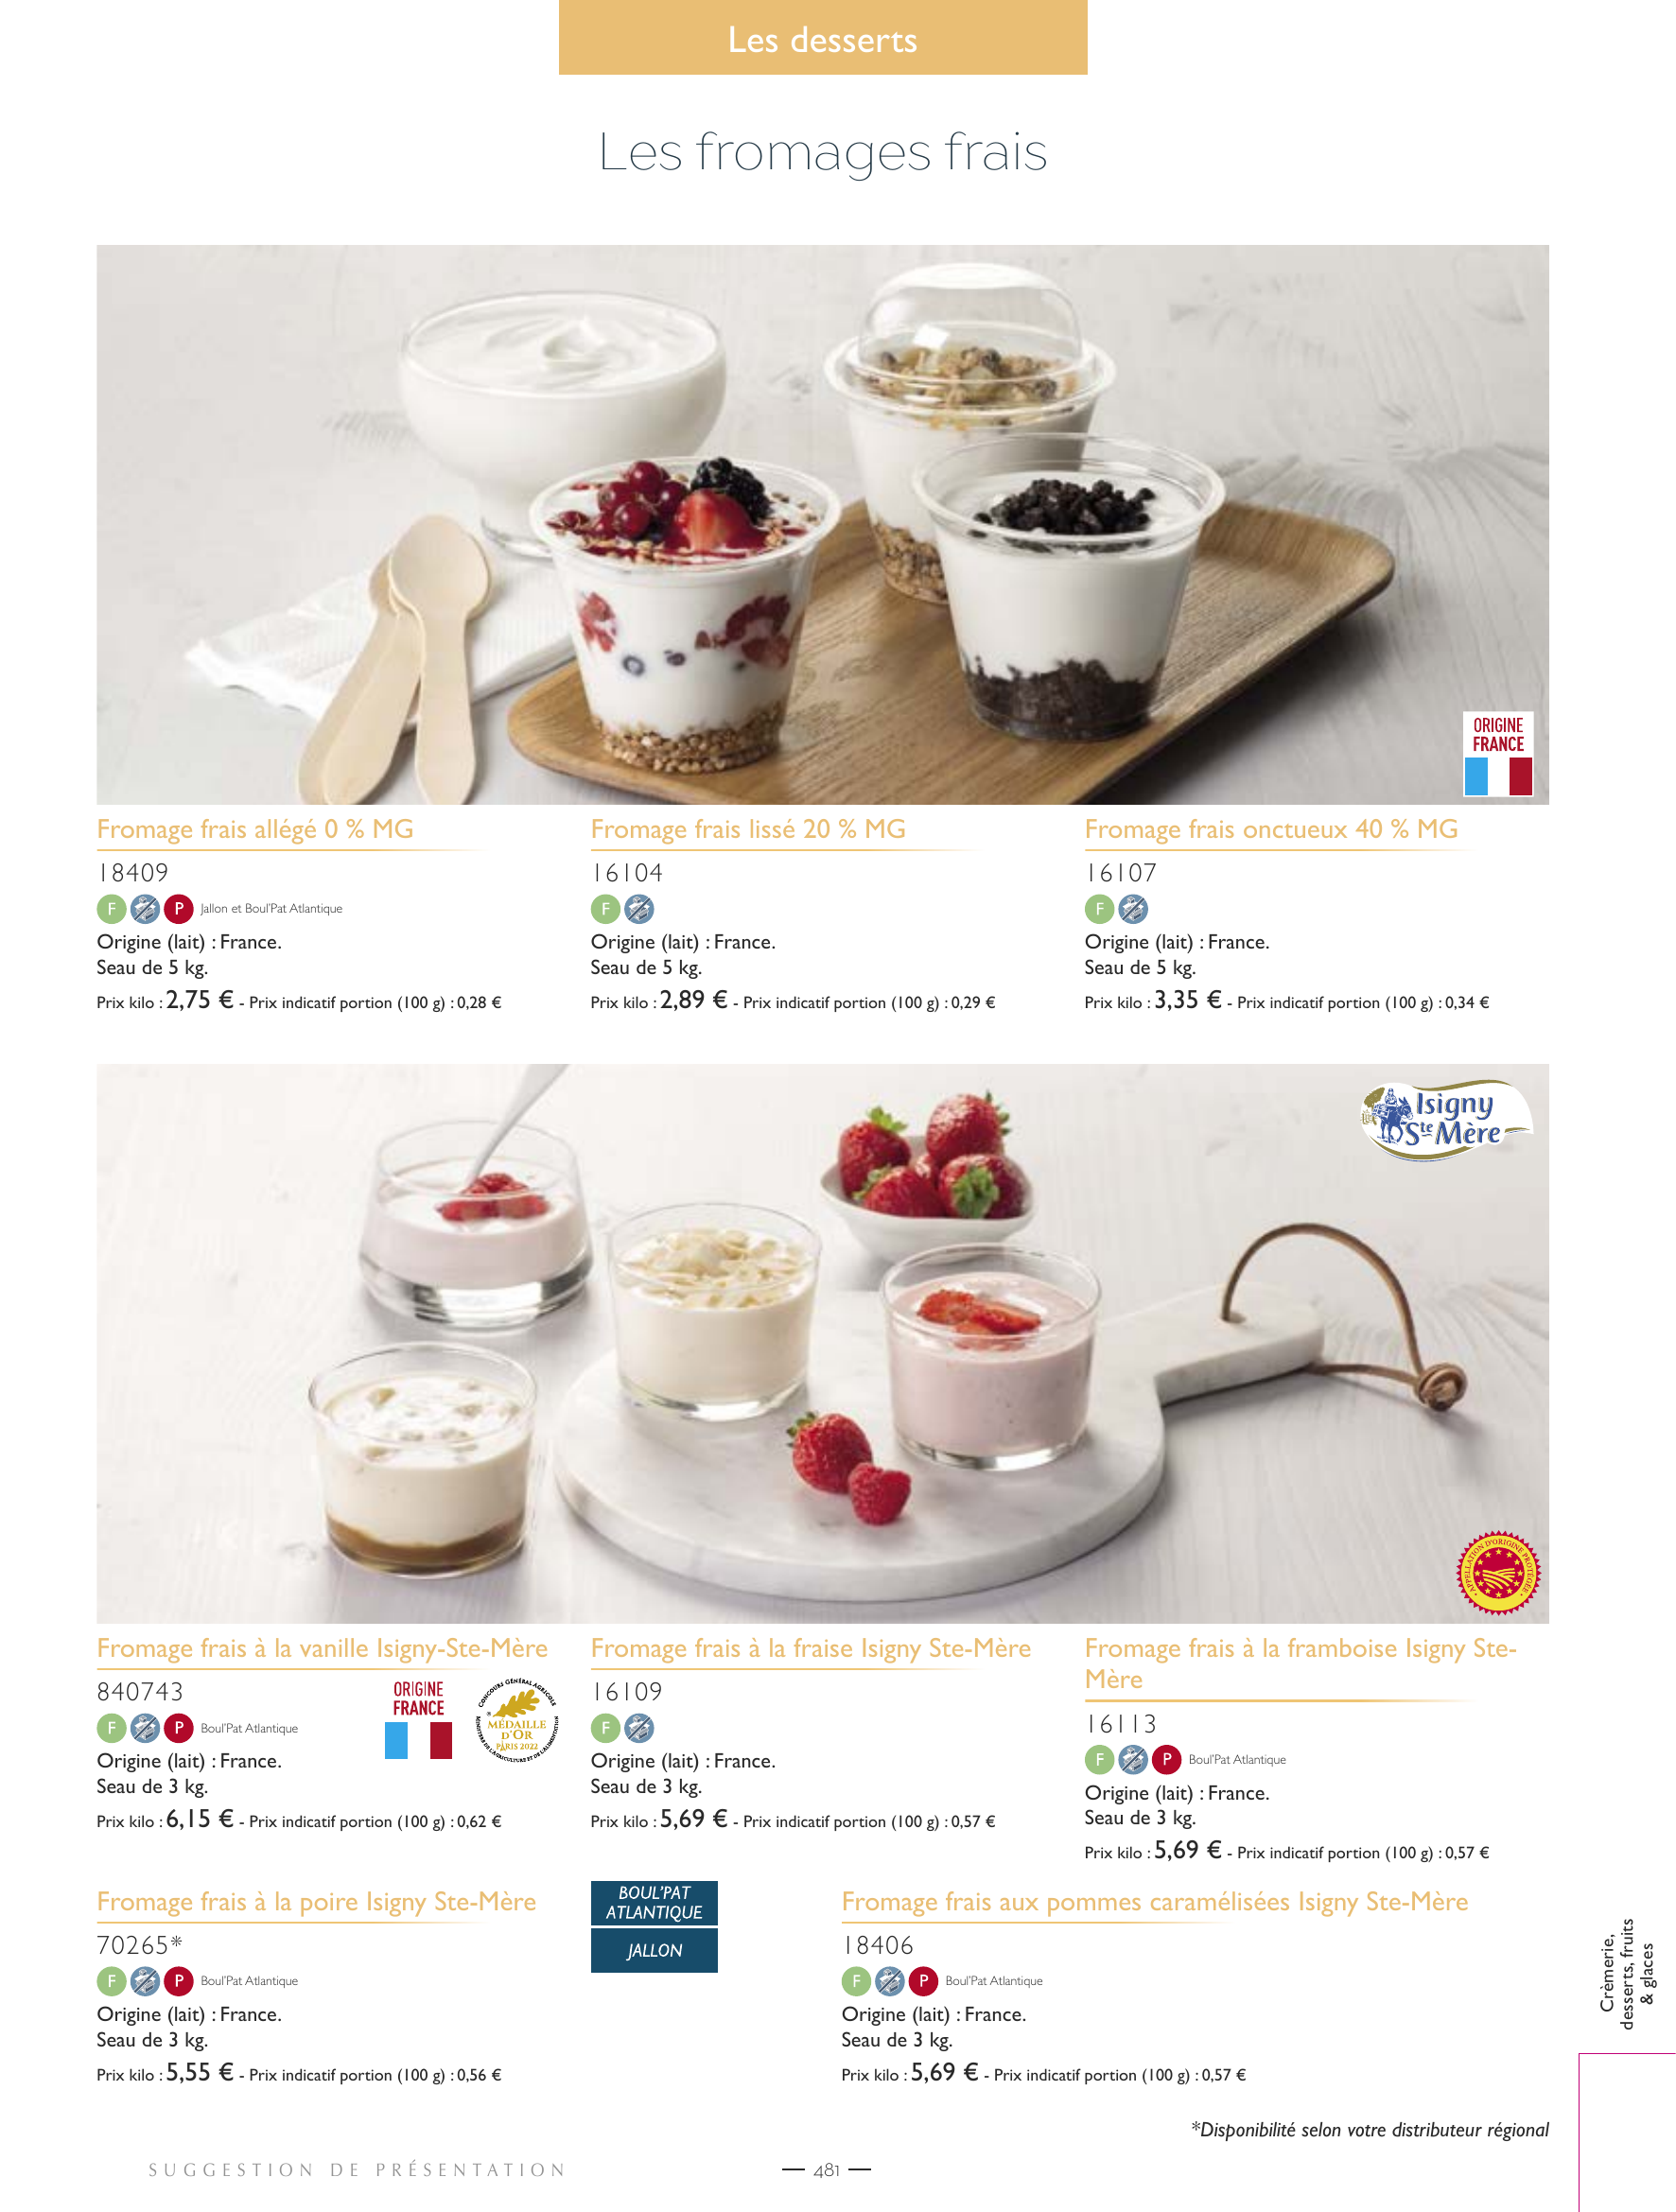 Les desserts
Les fromages frais
ORIGINE
FRANCE
Fromage frais allégé 0 % MG
18409
F P Jallon et Boul'Pat Atlantique
Origine (lait) : France.
Seau de 5 kg.
Prix kilo : 2,75 € - Prix indicatif portion (100 g) : 0,28 €
Fromage frais lissé 20 % MG
16104
F
Origine (lait) : France.
Seau de 5 kg.
Prix kilo : 2,89 € - Prix indicatif portion (100 g) : 0,29 €
Fromage frais onctueux 40 % MG
16107
F
Origine (lait) : France.
Seau de 5 kg.
Prix kilo : 3,35 € - Prix indicatif portion (100 g) : 0,34 €
Isigny
Ste Mère
APPELLATION D'ORIGINE PROTÉGÉE
Fromage frais à la vanille Isigny-Ste-Mère
840743
F P Boul'Pat Atlantique
Origine (lait) : France.
Seau de 3 kg.
Prix kilo : 6,15 € - Prix indicatif portion (100 g) : 0,62 €
ORIGINE
FRANCE
CONCOURS GÉNÉRAL AGRICOLE
MÉDAILLE
D'OR
PARIS 2022
MINISTÈRE DE L'AGRICULTURE ET DE L'ALIMENTATION
Fromage frais à la fraise Isigny Ste-Mère
16109
F
Origine (lait) : France.
Seau de 3 kg.
Prix kilo : 5,69 € - Prix indicatif portion (100 g) : 0,57 €
Fromage frais à la framboise Isigny Ste-
Mère
16113
F P Boul'Pat Atlantique
Origine (lait) : France.
Seau de 3 kg.
Prix kilo : 5,69 € - Prix indicatif portion (100 g) : 0,57 €
Fromage frais à la poire Isigny Ste-Mère
70265*
F P Boul'Pat Atlantique
Origine (lait) : France.
Seau de 3 kg.
Prix kilo : 5,55 € - Prix indicatif portion (100 g) : 0,56 €
BOUL'PAT
ATLANTIQUE
JALLON
Fromage frais aux pommes caramélisées Isigny Ste-Mère
18406
F P Boul'Pat Atlantique
Origine (lait) : France.
Seau de 3 kg.
Prix kilo : 5,69 € - Prix indicatif portion (100 g) : 0,57 €
Crèmerie,
desserts, fruits
& glaces
*Disponibilité selon votre distributeur régional
SUGGESTION DE PRÉSENTATION
— 481 —